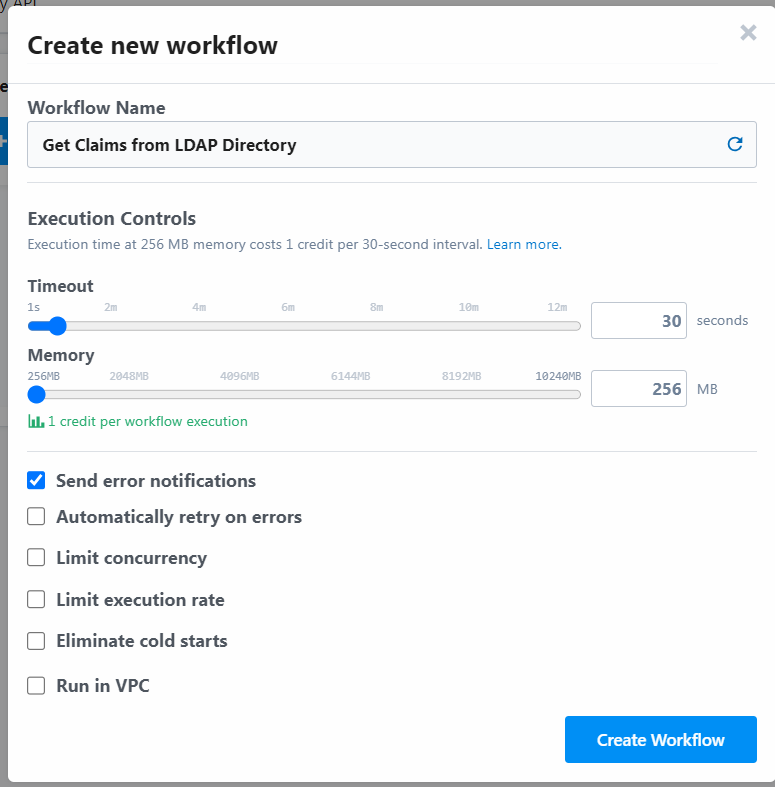 y API
Create new workflow
Workflow Name
Get Claims from LDAP Directory
Execution Controls
Execution time at 256 MB memory costs 1 credit per 30-second interval. Learn more.
Timeout
1s 2m 4m 6m 8m 10m 12m
30 seconds
Memory
256MB 2048MB 4096MB 6144MB 8192MB 10240MB
256 MB
1 credit per workflow execution
Send error notifications
Automatically retry on errors
Limit concurrency
Limit execution rate
Eliminate cold starts
Run in VPC
Create Workflow